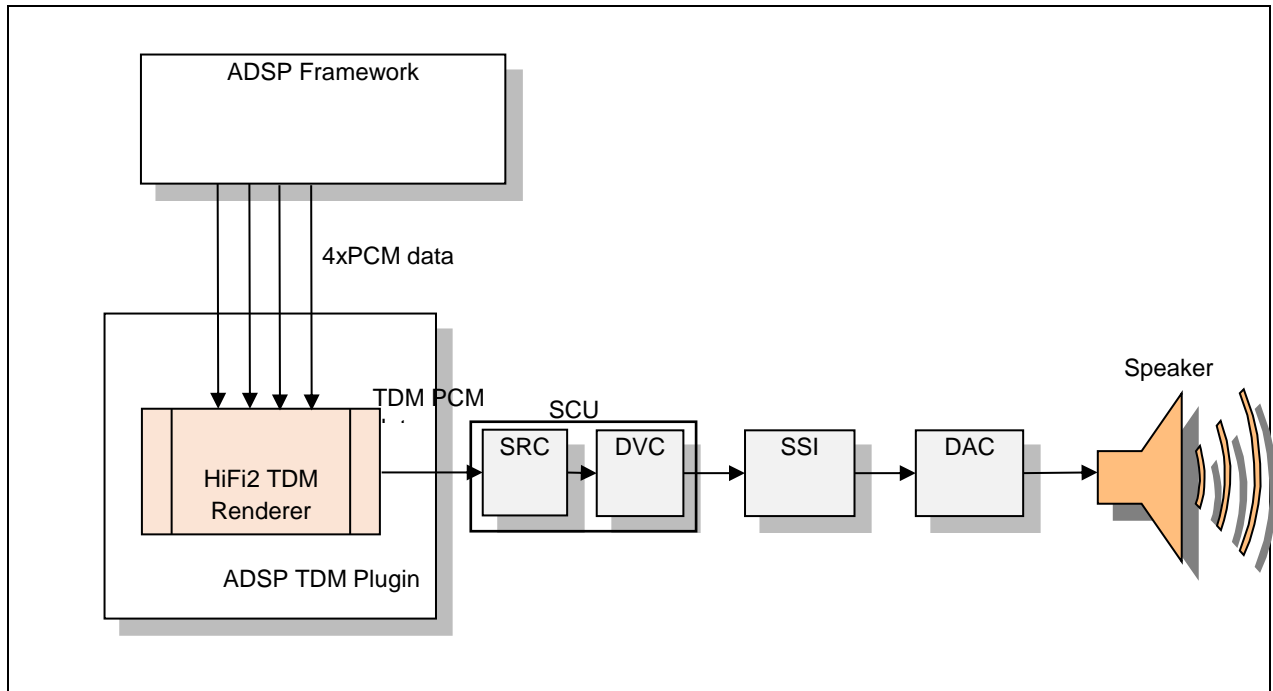 ADSP Framework
4xPCM data
Speaker
TDM PCM
SCU
SRC
DVC
SSI
DAC
HiFi2 TDM
Renderer
ADSP TDM Plugin